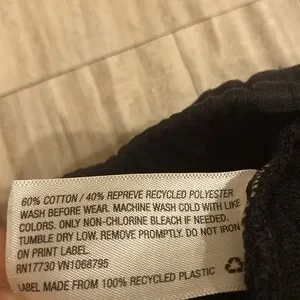 60% COTTON / 40% REPREVE RECYCLED POLYESTER
WASH BEFORE WEAR. MACHINE WASH COLD WITH LIKE
COLORS. ONLY NON-CHLORINE BLEACH IF NEEDED.
TUMBLE DRY LOW. REMOVE PROMPTLY. DO NOT IRON
ON PRINT LABEL
RN17730 VN1068795
LABEL MADE FROM 100% RECYCLED PLASTIC